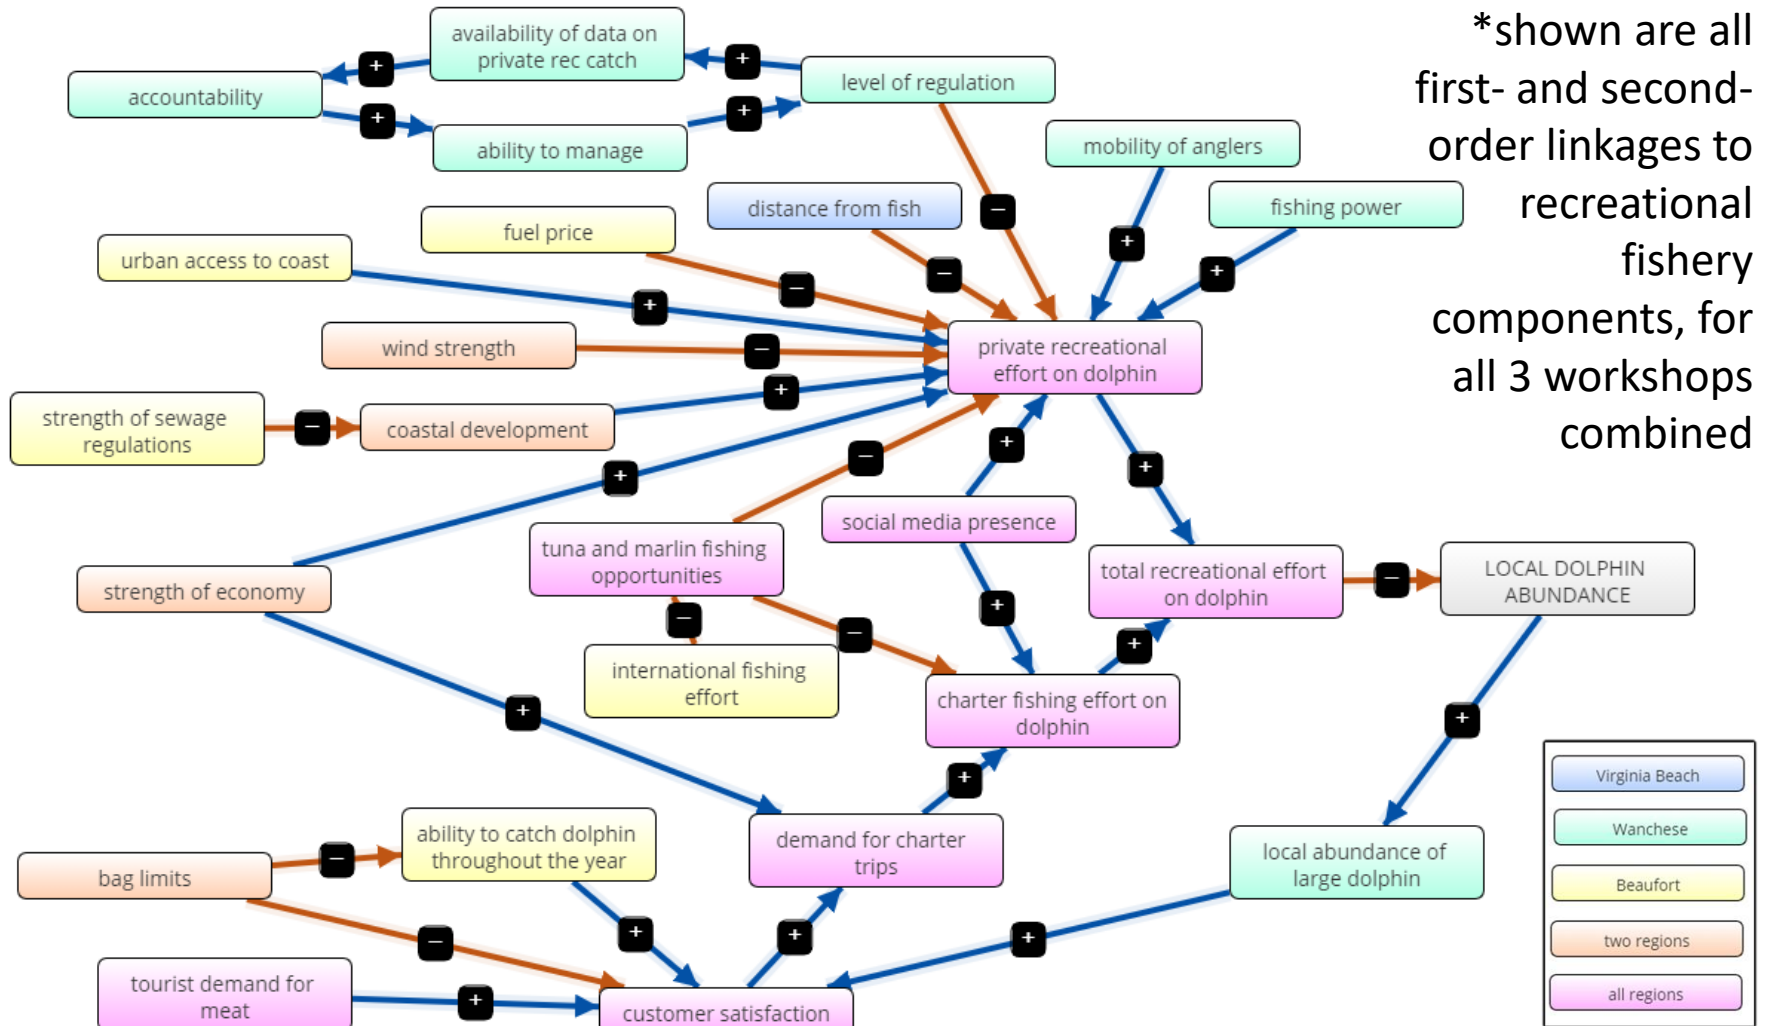 *shown are all
first- and second-
order linkages to
recreational
fishery
components, for
all 3 workshops
combined
availability of data on
private rec catch
accountability
level of regulation
ability to manage
mobility of anglers
distance from fish
fishing power
fuel price
urban access to coast
wind strength
private recreational
effort on dolphin
strength of sewage
regulations
coastal development
social media presence
tuna and marlin fishing
opportunities
strength of economy
total recreational effort
on dolphin
LOCAL DOLPHIN
ABUNDANCE
international fishing
effort
charter fishing effort on
dolphin
ability to catch dolphin
throughout the year
demand for charter
trips
local abundance of
large dolphin
bag limits
tourist demand for
meat
customer satisfaction
Virginia Beach
Wanchese
Beaufort
two regions
all regions
+
+
+
+
−
+
+
−
−
+
−
+
−
+
−
+
+
−
−
+
+
−
+
+
+
−
+
−
+
+
+